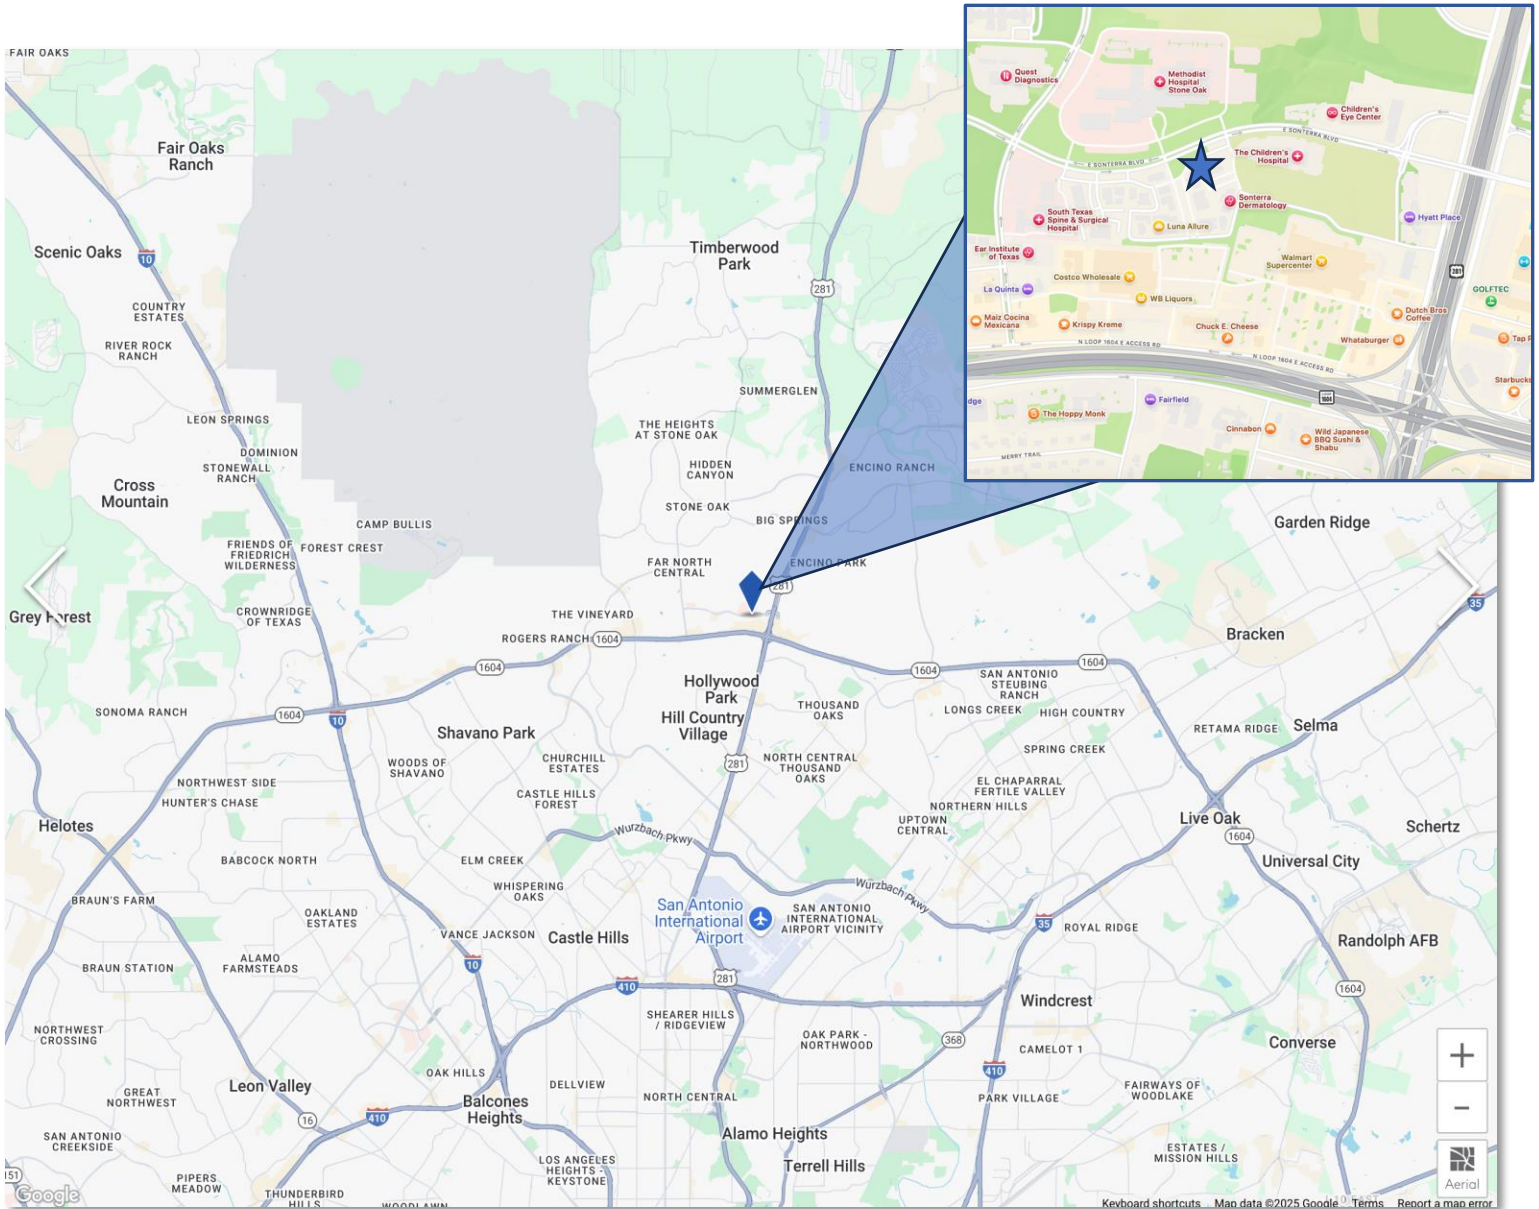 FAIR OAKS
Fair Oaks
Ranch
Scenic Oaks
10
COUNTRY
ESTATES
RIVER ROCK
RANCH
LEON SPRINGS
DOMINION
STONEWALL
RANCH
Cross
Mountain
CAMP BULLIS
FRIENDS OF
FRIEDRICH
WILDERNESS
FOREST CREST
Grey Forest
CROWNRIDGE
OF TEXAS
Timberwood
Park
281
SUMMERGLEN
THE HEIGHTS
AT STONE OAK
HIDDEN
CANYON
ENCINO RANCH
STONE OAK
BIG SPRINGS
FAR NORTH
CENTRAL
ENCINO PARK
281
THE VINEYARD
ROGERS RANCH
1604
1604
1604
10
SONOMA RANCH
Hollywood
Park
Hill Country
Village
THOUSAND
OAKS
1604
1604
SAN ANTONIO
STEUBING
RANCH
LONGS CREEK
HIGH COUNTRY
Garden Ridge
35
Bracken
RETAMA RIDGE
Selma
Shavano Park
WOODS OF
SHAVANO
CHURCHILL
ESTATES
281
NORTH CENTRAL
THOUSAND
OAKS
SPRING CREEK
EL CHAPARRAL
FERTILE VALLEY
NORTHERN HILLS
NORTHWEST SIDE
HUNTER'S CHASE
CASTLE HILLS
FOREST
UPTOWN
CENTRAL
Live Oak
1604
Schertz
Helotes
Wurzbach Pkwy
BABCOCK NORTH
ELM CREEK
Universal City
WHISPERING
OAKS
Wurzbach Pkwy
BRAUN'S FARM
OAKLAND
ESTATES
San Antonio
International
Airport
SAN ANTONIO
INTERNATIONAL
AIRPORT VICINITY
35
ROYAL RIDGE
VANCE JACKSON
Castle Hills
Randolph AFB
BRAUN STATION
ALAMO
FARMSTEADS
10
410
281
1604
Windcrest
NORTHWEST
CROSSING
SHEARER HILLS
/ RIDGEVIEW
OAK PARK -
NORTHWOOD
368
CAMELOT 1
Converse
410
OAK HILLS
Leon Valley
GREAT
NORTHWEST
DELLVIEW
NORTH CENTRAL
PARK VILLAGE
FAIRWAYS OF
WOODLAKE
16
410
Balcones
Heights
Alamo Heights
SAN ANTONIO
CREEKSIDE
LOS ANGELES
HEIGHTS -
KEYSTONE
Terrell Hills
ESTATES /
MISSION HILLS
151
PIPERS
MEADOW
THUNDERBIRD
HILLS
WOODLAWN
Google
+
−
Aerial
Keyboard shortcuts
Map data ©2025 Google
Terms
Report a map error
Quest
Diagnostics
Methodist
Hospital
Stone Oak
Children's
Eye Center
E SONTERRA BLVD
E SONTERRA BLVD
The Children's
Hospital
Sonterra
Dermatology
South Texas
Spine & Surgical
Hospital
Luna Allure
Hyatt Place
Ear Institute
of Texas
Walmart
Supercenter
Costco Wholesale
281
La Quinta
WB Liquors
GOLFTEC
Maiz Cocina
Mexicana
Krispy Kreme
Chuck E. Cheese
Dutch Bros
Coffee
Whataburger
Tap
N LOOP 1604 E ACCESS RD
N LOOP 1604 E ACCESS RD
Starbucks
1604
dge
Fairfield
The Hoppy Monk
Cinnabon
Wild Japanese
BBQ Sushi &
Shabu
MERRY TRAIL